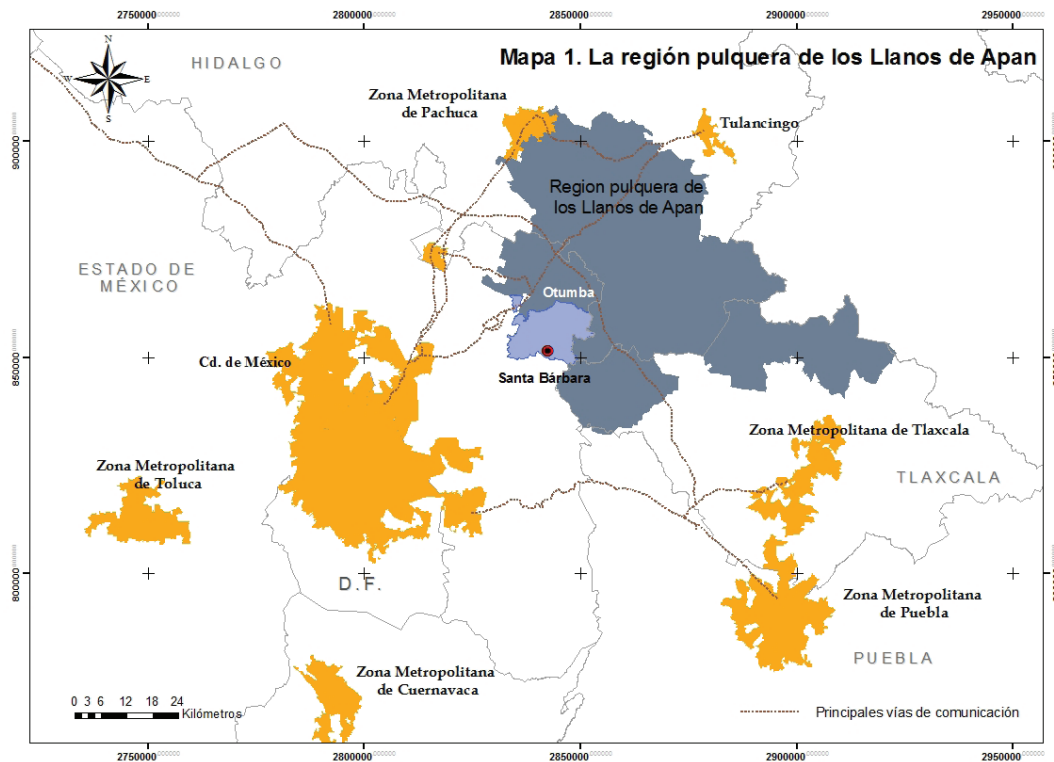 2750000 2800000 2850000 2900000 2950000
Mapa 1. La región pulquera de los Llanos de Apan
HIDALGO
N
W E
S
Zona Metropolitana
de Pachuca
Tulancingo
900000
Region pulquera de
los Llanos de Apan
ESTADO DE
MÉXICO
Otumba
Cd. de México
Santa Bárbara
850000
Zona Metropolitana de Tlaxcala
Zona Metropolitana
de Toluca
TLAXCALA
800000
D.F.
Zona Metropolitana
de Puebla
PUEBLA
Zona Metropolitana
de Cuernavaca
0 3 6 12 18 24
Kilómetros
Principales vías de comunicación
2750000 2800000 2850000 2900000 2950000